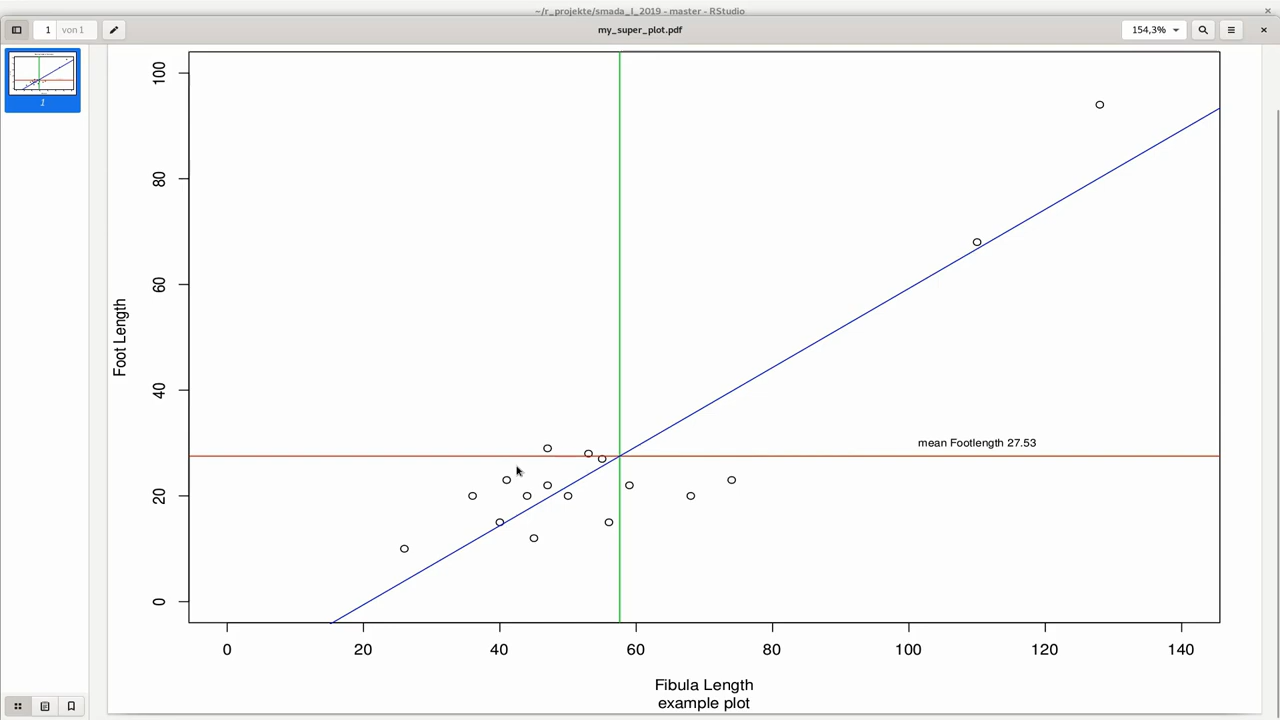 ~/r_projekte/smada_I_2019 - master - RStudio
1 von 1
my_super_plot.pdf
154,3%
1
100
80
60
40
20
0
Foot Length
mean Footlength 27.53
0 20 40 60 80 100 120 140
Fibula Length
example plot